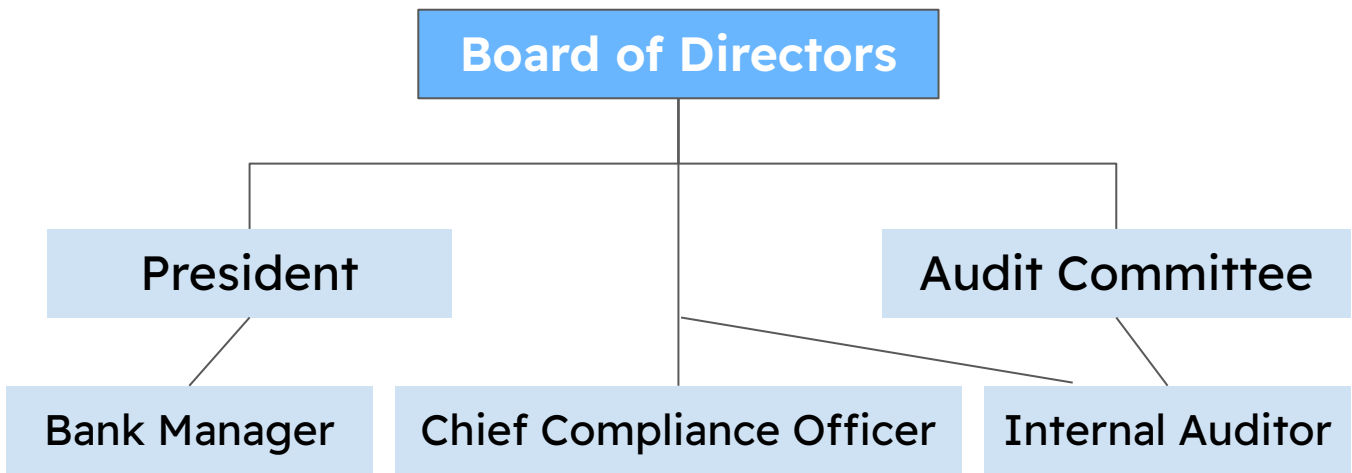 Board of Directors
President
Audit Committee
Bank Manager
Chief Compliance Officer
Internal Auditor